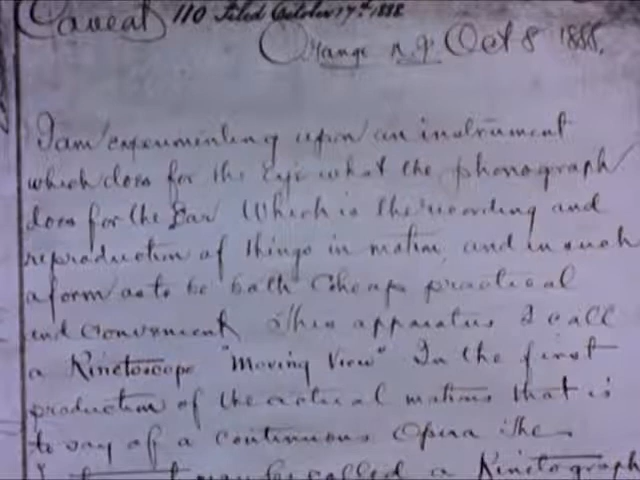 Caveat 110 Filed October 17th 1888
Orange N.J. Oct 8 1888.
I am experimenting upon an instrument
which does for the Eye what the phonograph
does for the Ear Which is the recording and
reproduction of things in motion, and in such
a form as to be both Cheap practical
and Convenient This apparatus I call
a Kinetoscope "Moving View" In the first
production of the actual motions that is
to say of a continuous Opera The
Instrument may be called a Kinetograph